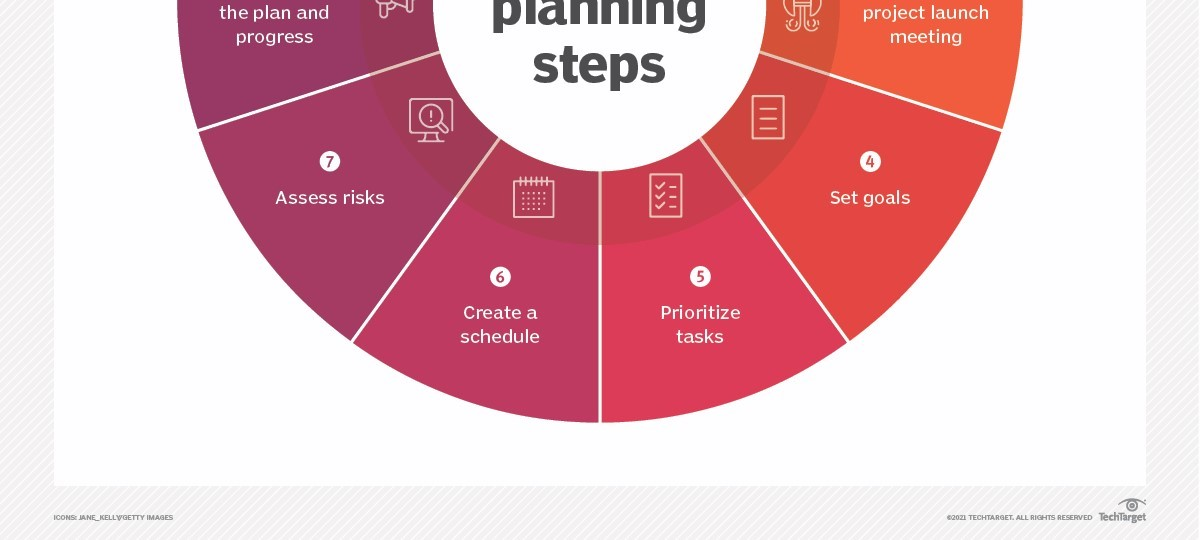 planning
steps
project launch
meeting
4
Set goals
5
Prioritize
tasks
6
Create a
schedule
7
Assess risks
the plan and
progress
ICONS: JANE_KELLY/GETTY IMAGES
©2021 TECHTARGET. ALL RIGHTS RESERVED
TechTarget